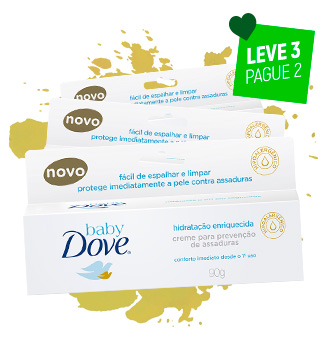 LEVE 3
PAGUE 2
novo
fácil de espalhar e limpar
protege imediatamente a pele contra assaduras
novo
fácil de espalhar e limpar
protege imediatamente a pele contra assaduras
novo
fácil de espalhar e limpar
protege imediatamente a pele contra assaduras
HIPOALERGÊNICO
baby
Dove
hidratação enriquecida
creme para prevenção
de assaduras
HIPOALERGÊNICO
conforto imediato desde o 1º uso
90g